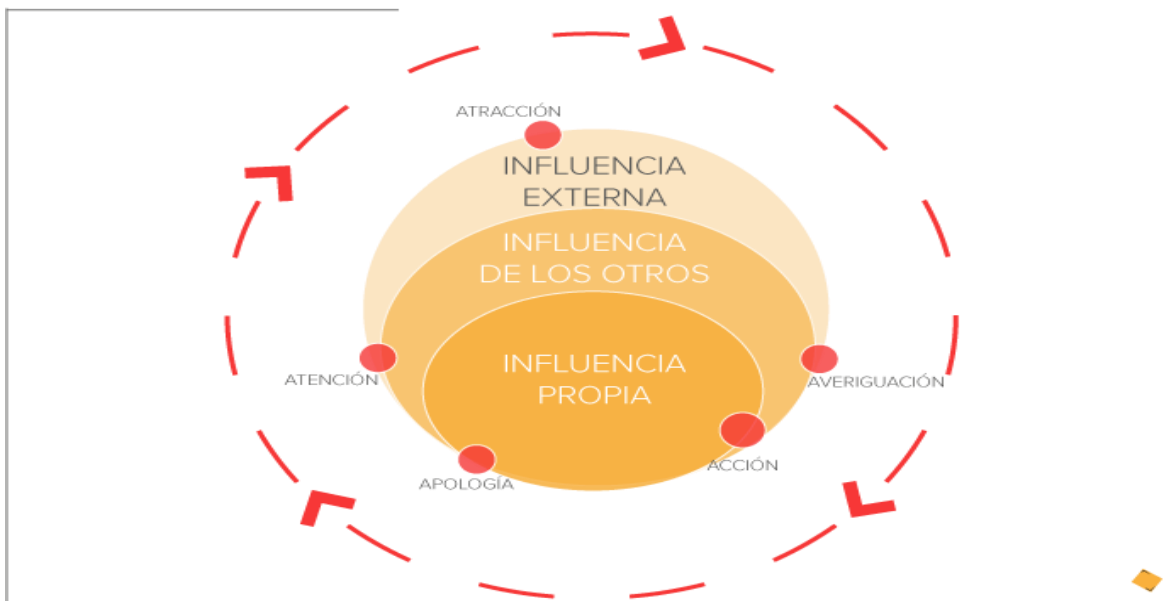 ATRACCIÓN
INFLUENCIA
EXTERNA
INFLUENCIA
DE LOS OTROS
INFLUENCIA
PROPIA
ATENCIÓN
AVERIGUACIÓN
APOLOGÍA
ACCIÓN